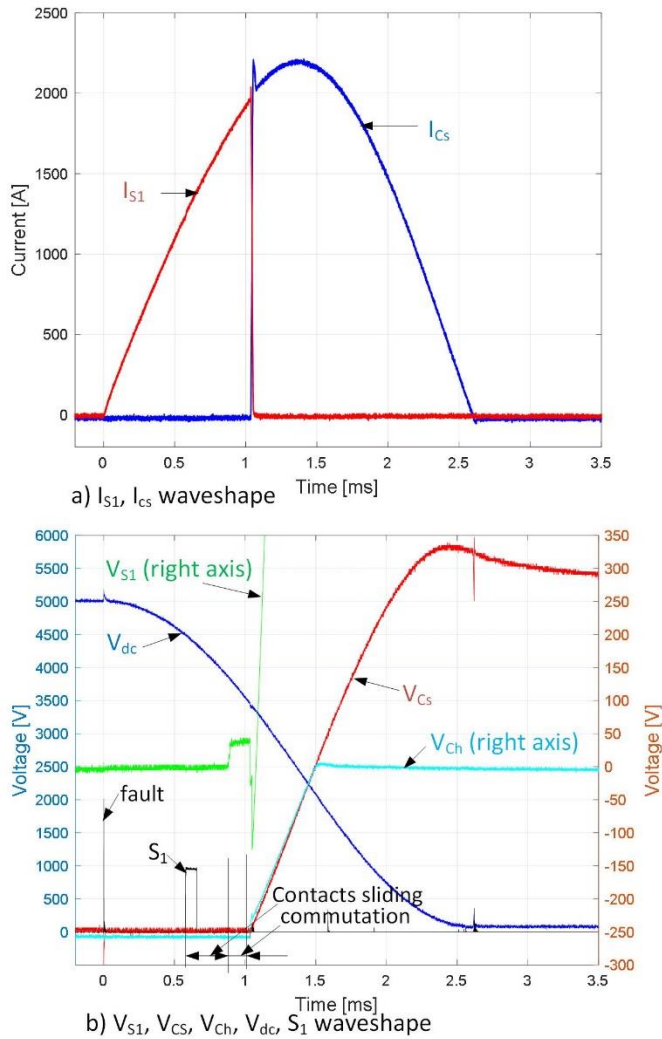 2500
2000
1500
1000
500
0
Current [A]
I_S1
I_Cs
0 0.5 1 1.5 2 2.5 3 3.5
Time [ms]
a) I_S1, I_cs waveshape
6000 350
5500 300
5000 250
4500 200
4000 150
3500 100
3000 50
2500 0
2000 -50
1500 -100
1000 -150
500 -200
0 -250
-300
Voltage [V]
Voltage [V]
V_S1 (right axis)
V_dc
V_Cs
V_Ch (right axis)
fault
S_1
Contacts sliding
commutation
0 0.5 1 1.5 2 2.5 3 3.5
Time [ms]
b) V_S1, V_CS, V_Ch, V_dc, S_1 waveshape